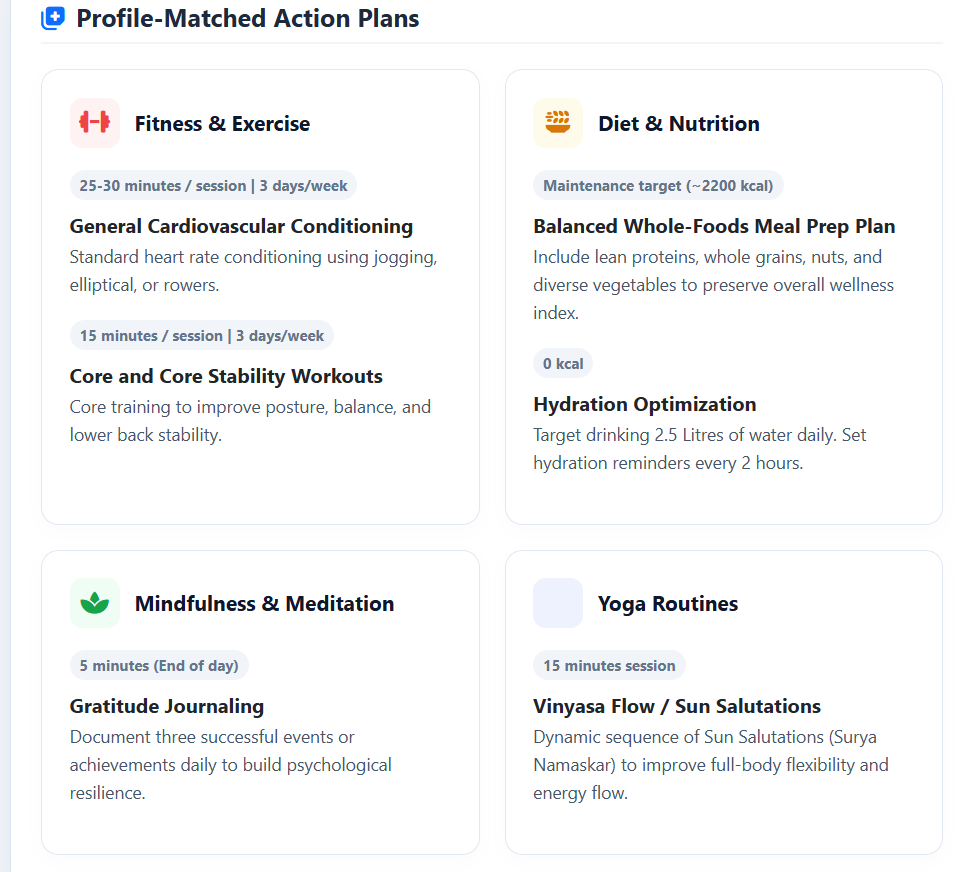 Profile-Matched Action Plans
Fitness & Exercise
25-30 minutes / session | 3 days/week
General Cardiovascular Conditioning
Standard heart rate conditioning using jogging,
elliptical, or rowers.
15 minutes / session | 3 days/week
Core and Core Stability Workouts
Core training to improve posture, balance, and
lower back stability.
Diet & Nutrition
Maintenance target (~2200 kcal)
Balanced Whole-Foods Meal Prep Plan
Include lean proteins, whole grains, nuts, and
diverse vegetables to preserve overall wellness
index.
0 kcal
Hydration Optimization
Target drinking 2.5 Litres of water daily. Set
hydration reminders every 2 hours.
Mindfulness & Meditation
5 minutes (End of day)
Gratitude Journaling
Document three successful events or
achievements daily to build psychological
resilience.
Yoga Routines
15 minutes session
Vinyasa Flow / Sun Salutations
Dynamic sequence of Sun Salutations (Surya
Namaskar) to improve full-body flexibility and
energy flow.